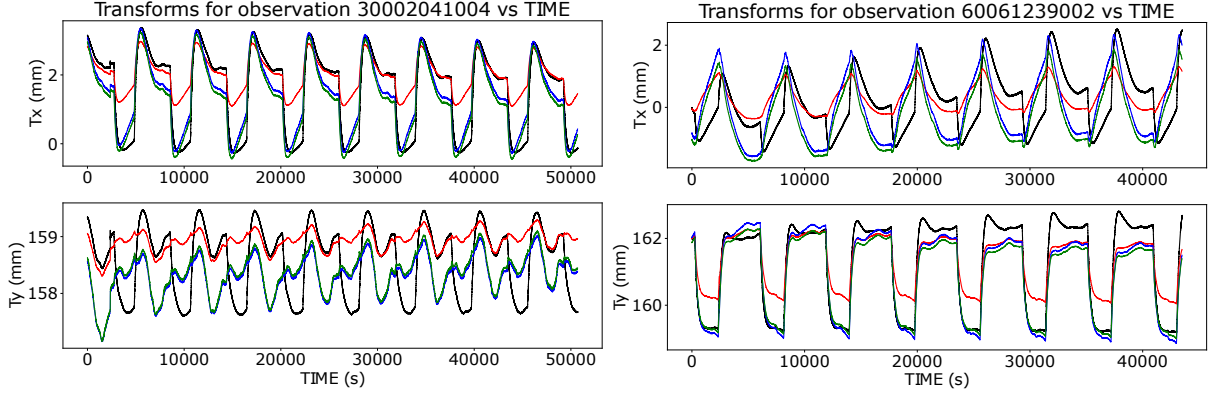 Transforms for observation 30002041004 vs TIME
Tx (mm)
2
0
0 10000 20000 30000 40000 50000
Ty (mm)
159
158
0 10000 20000 30000 40000 50000
TIME (s)
Transforms for observation 60061239002 vs TIME
Tx (mm)
2
0
0 10000 20000 30000 40000
Ty (mm)
162
160
0 10000 20000 30000 40000
TIME (s)